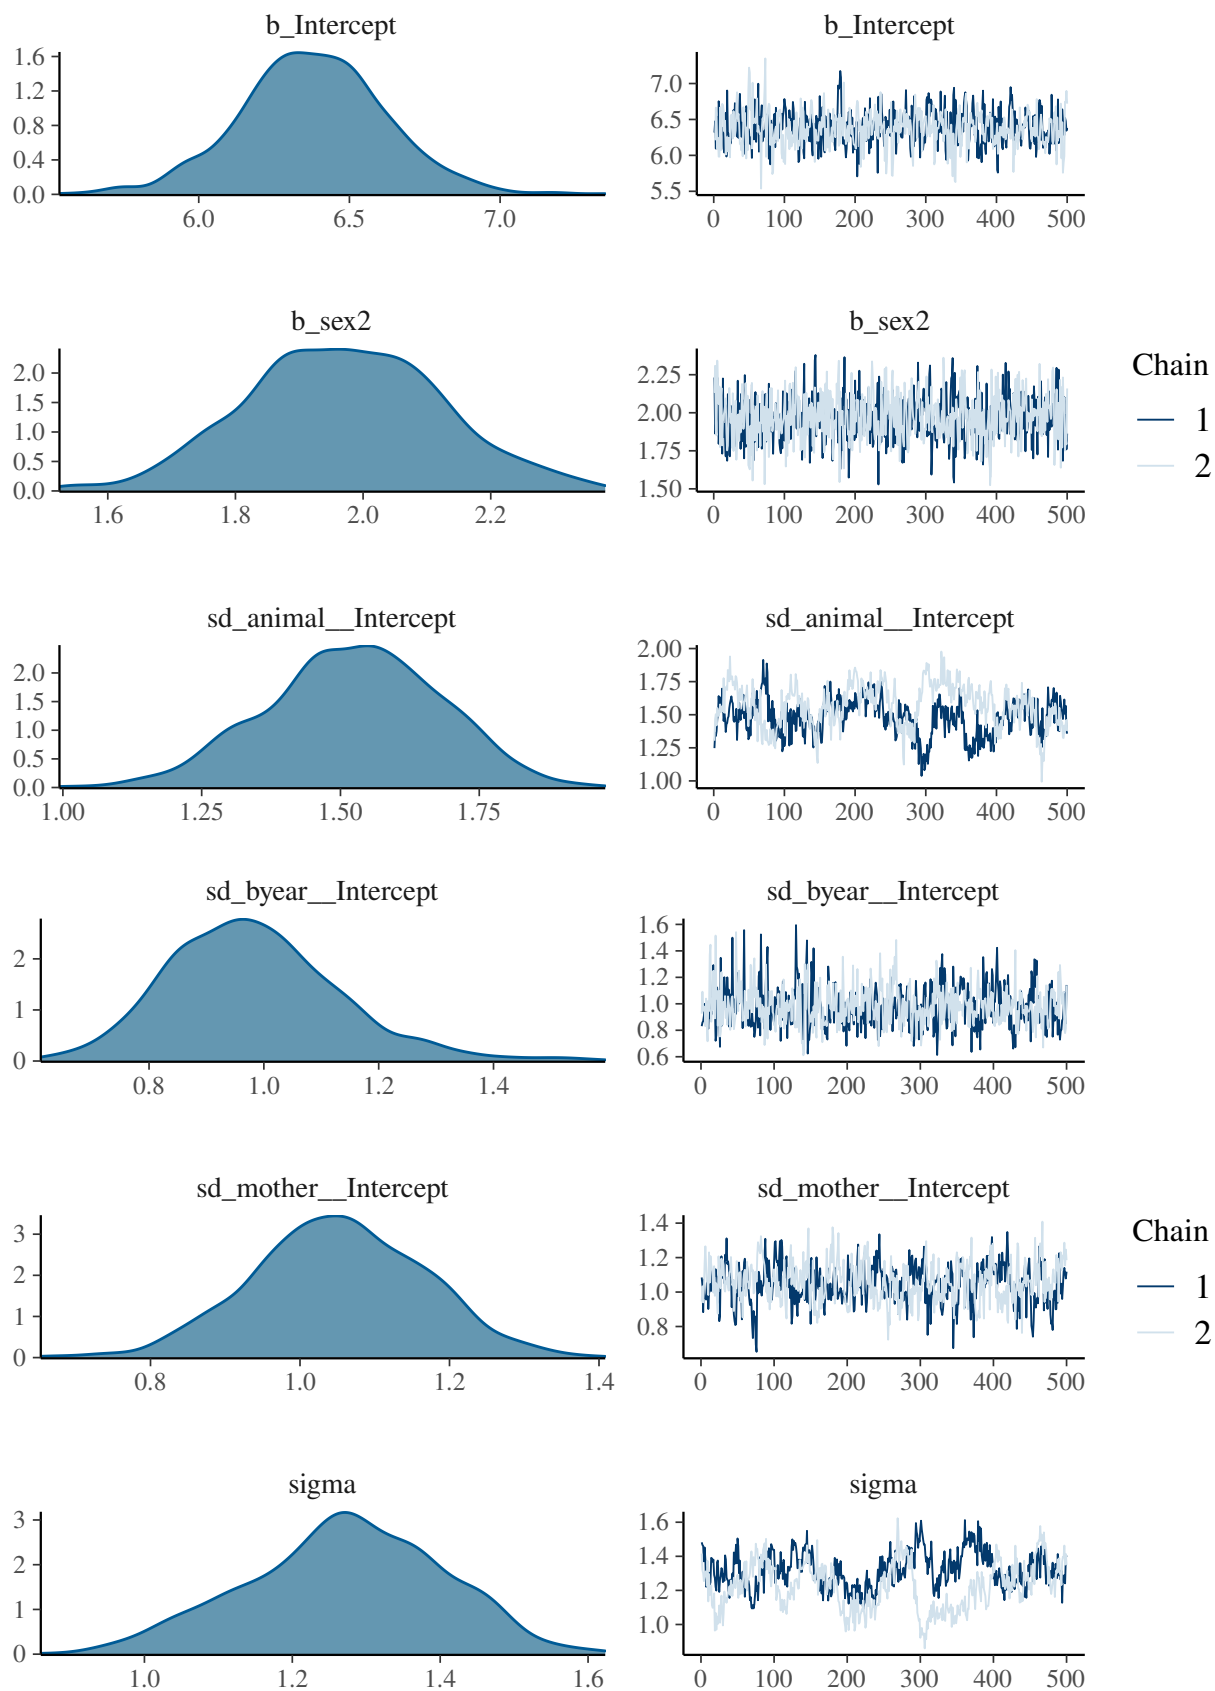 b_Intercept
1.6
1.2
0.8
0.4
0.0
6.0 6.5 7.0
b_Intercept
7.0
6.5
6.0
5.5
0 100 200 300 400 500
b_sex2
2.0
1.5
1.0
0.5
0.0
1.6 1.8 2.0 2.2
b_sex2
2.25
2.00
1.75
1.50
0 100 200 300 400 500
Chain
1
2
sd_animal__Intercept
2.0
1.5
1.0
0.5
0.0
1.00 1.25 1.50 1.75
sd_animal__Intercept
2.00
1.75
1.50
1.25
1.00
0 100 200 300 400 500
sd_byear__Intercept
2
1
0
0.8 1.0 1.2 1.4
sd_byear__Intercept
1.6
1.4
1.2
1.0
0.8
0.6
0 100 200 300 400 500
sd_mother__Intercept
3
2
1
0
0.8 1.0 1.2 1.4
sd_mother__Intercept
1.4
1.2
1.0
0.8
0 100 200 300 400 500
Chain
1
2
sigma
3
2
1
0
1.0 1.2 1.4 1.6
sigma
1.6
1.4
1.2
1.0
0 100 200 300 400 500